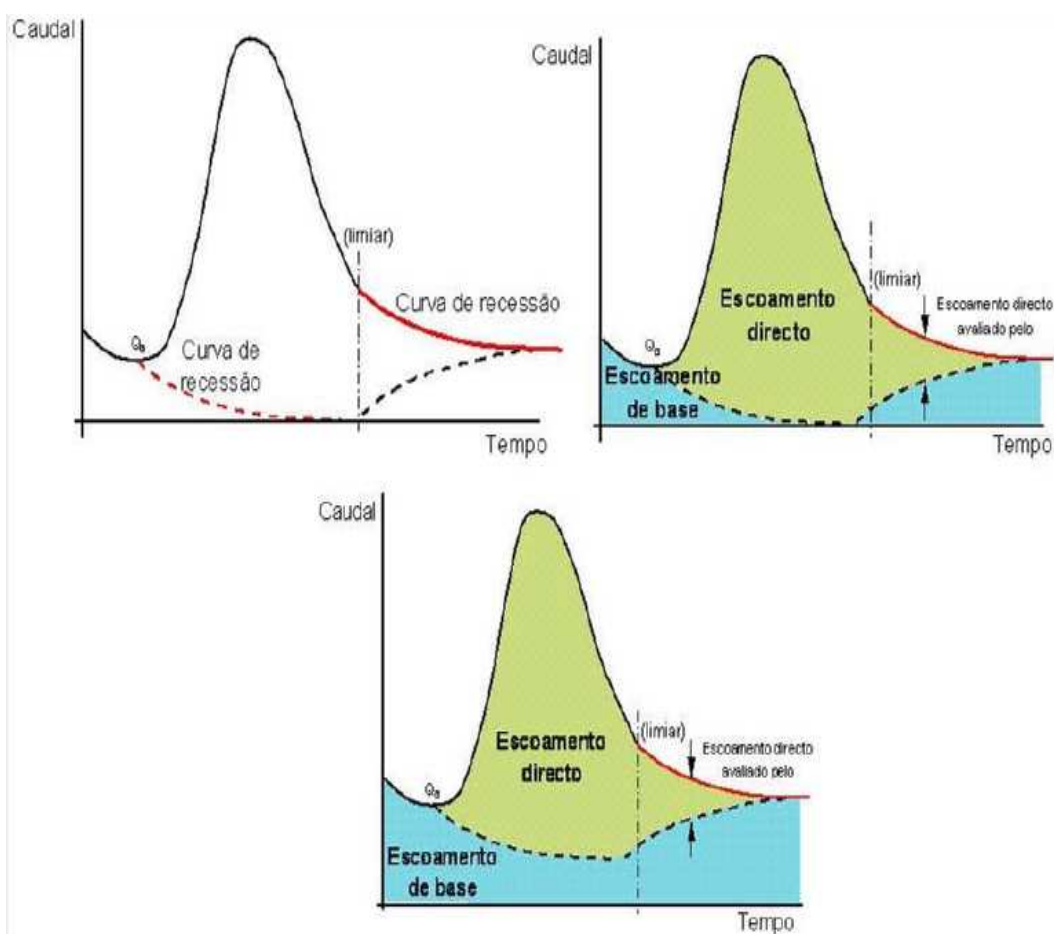 Caudal
(limiar)
Curva de recessão
Q₀
Curva de
recessão
Tempo
Caudal
(limiar)
Escoamento directo
avaliado pelo
Escoamento
directo
Q₀
Escoamento
de base
Tempo
Caudal
(limiar)
Escoamento directo
avaliado pelo
Escoamento
directo
Q₀
Escoamento
de base
Tempo